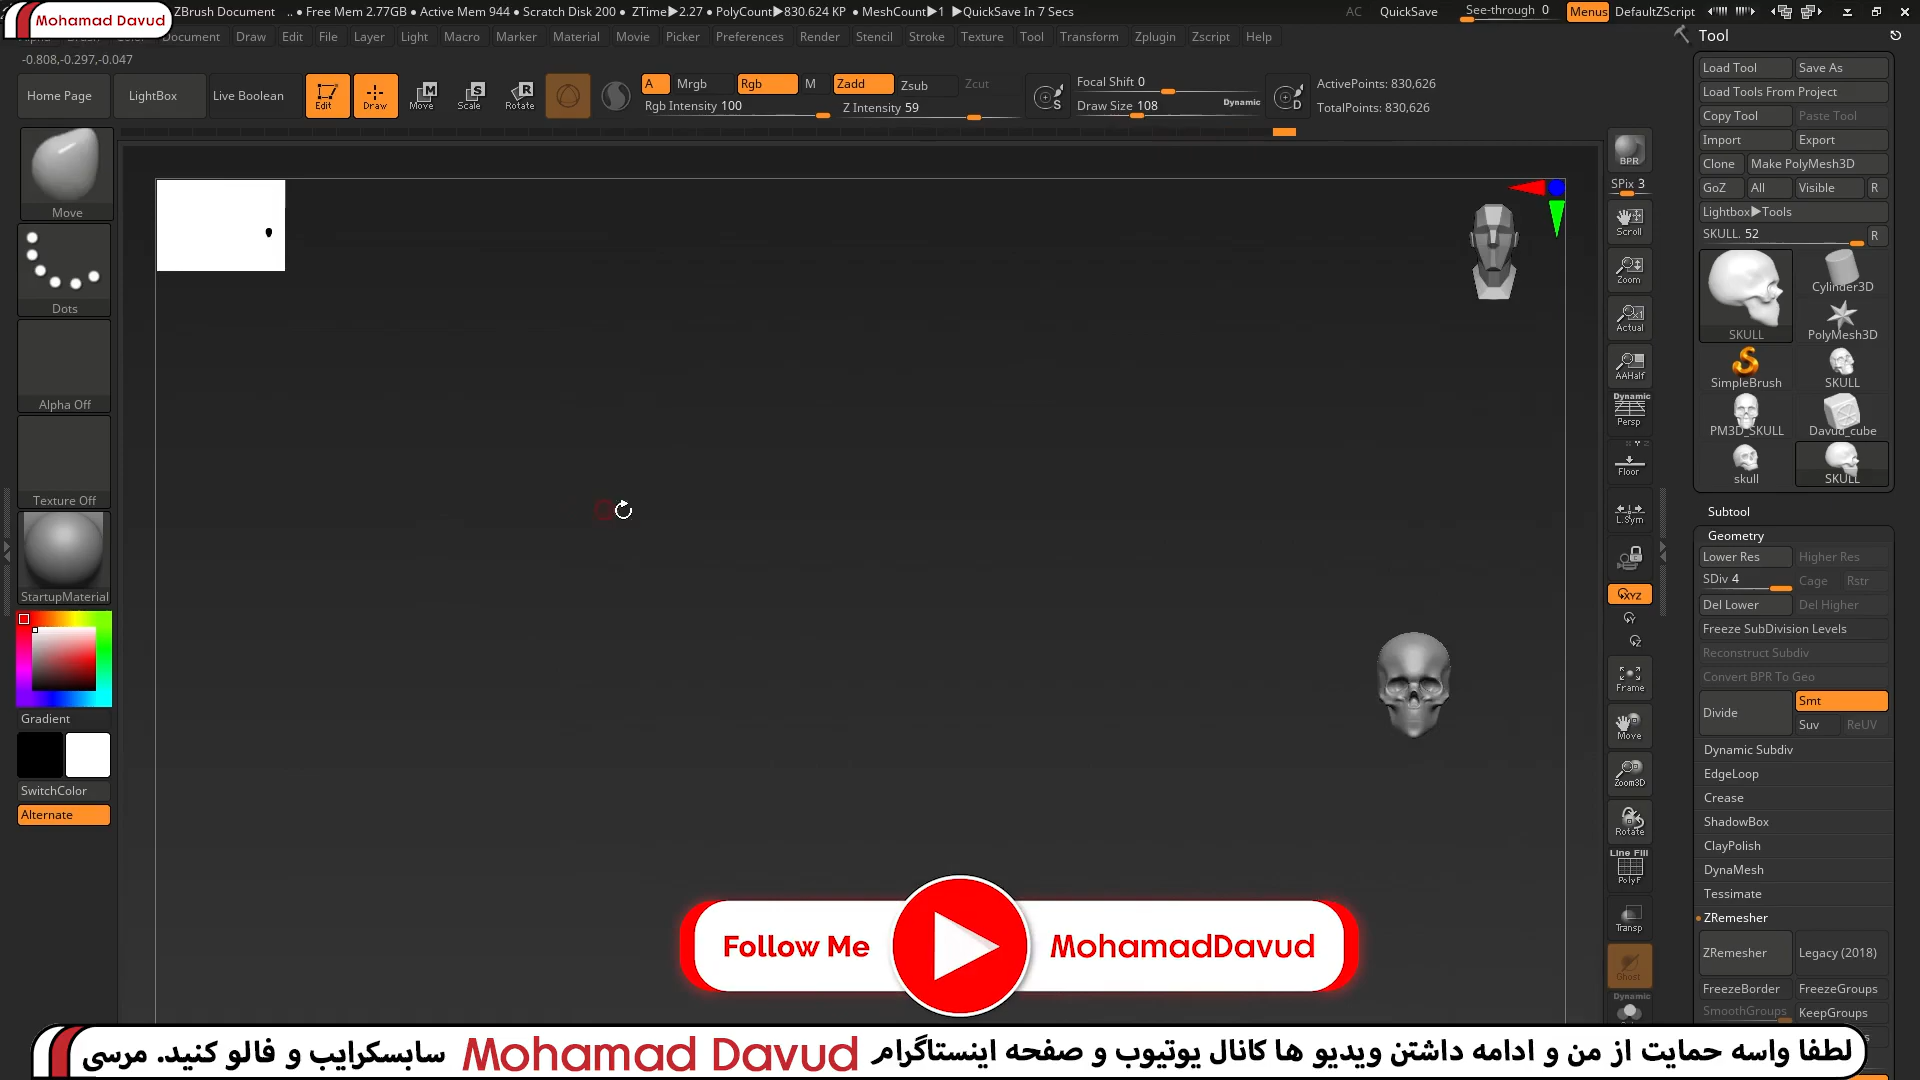 Mohamad Davud
ZBrush Document .. ● Free Mem 2.77GB ● Active Mem 944 ● Scratch Disk 200 ● ZTime▶2.27 ● PolyCount▶830.624 KP ● MeshCount▶1 ▶QuickSave In 7 Secs
AC QuickSave See-through 0 Menus DefaultZScript
Document Draw Edit File Layer Light Macro Marker Material Movie Picker Preferences Render Stencil Stroke Texture Tool Transform Zplugin Zscript Help
-0.808,-0.297,-0.047
Home Page LightBox Live Boolean Edit Draw Move Scale Rotate
A Mrgb Rgb M Zadd Zsub Zcut
Rgb Intensity 100 Z Intensity 59
Focal Shift 0
Draw Size 108 Dynamic
ActivePoints: 830,626
TotalPoints: 830,626
Move
Dots
Alpha Off
Texture Off
StartupMaterial
Gradient
SwitchColor
Alternate
BPR
SPix 3
Scroll
Zoom
Actual
AAHalf
Dynamic
Persp
Floor
L.Sym
XYZ
Y
Z
Frame
Move
Zoom3D
Rotate
Line Fill
PolyF
Transp
Ghost
Dynamic
Tool
Load Tool Save As
Load Tools From Project
Copy Tool Paste Tool
Import Export
Clone Make PolyMesh3D
GoZ All Visible R
Lightbox▶Tools
SKULL. 52 R
SKULL Cylinder3D
PolyMesh3D
SimpleBrush SKULL
PM3D_SKULL Davud_cube
skull SKULL
Subtool
Geometry
Lower Res Higher Res
SDiv 4 Cage Rstr
Del Lower Del Higher
Freeze SubDivision Levels
Reconstruct Subdiv
Convert BPR To Geo
Divide Smt
Suv ReUV
Dynamic Subdiv
EdgeLoop
Crease
ShadowBox
ClayPolish
DynaMesh
Tessimate
ZRemesher
ZRemesher Legacy (2018)
FreezeBorder FreezeGroups
SmoothGroups KeepGroups
Follow Me MohamadDavud
لطفا واسه حمایت از من و ادامه داشتن ویدیو ها کانال یوتیوب و صفحه اینستاگرام Mohamad Davud سابسکرایب و فالو کنید. مرسی